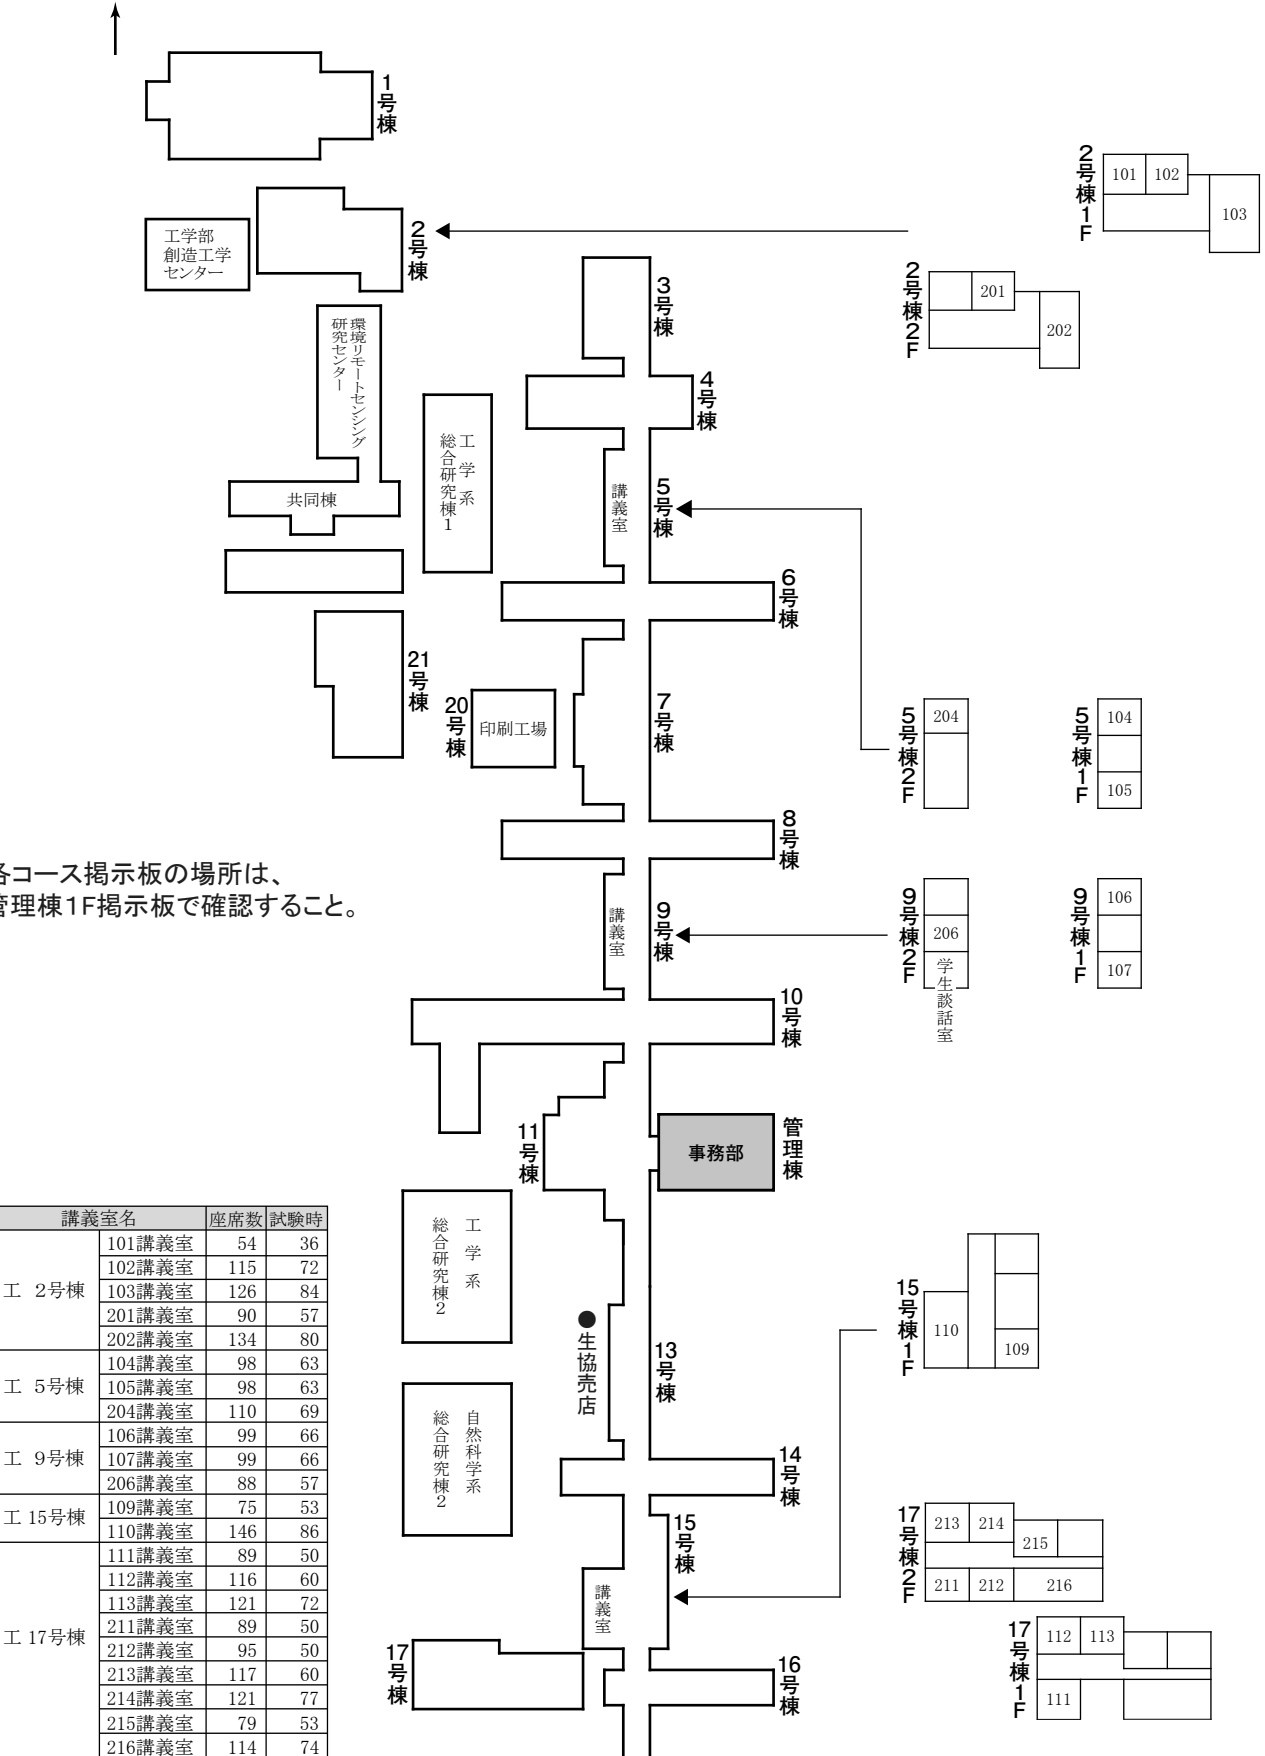 1号棟
2号棟
工学部
創造工学
センター
3号棟
環境リモートセンシング
研究センター
4号棟
工学系
総合研究棟1
共同棟
5号棟
講義室
6号棟
21号棟
20号棟
印刷工場
7号棟
8号棟
各コース掲示板の場所は、
管理棟1F掲示板で確認すること。
9号棟
講義室
10号棟
11号棟
事務部
管理棟
工学系
総合研究棟2
●生協売店
13号棟
自然科学系
総合研究棟2
14号棟
15号棟
講義室
17号棟
16号棟
2号棟1F
101 102
103
2号棟2F
201
202
5号棟2F
204
5号棟1F
104
105
9号棟2F
206
学生談話室
9号棟1F
106
107
15号棟1F
110
109
17号棟2F
213 214
215
211 212 216
17号棟1F
112 113
111
講義室名 座席数 試験時
工 2号棟
101講義室 54 36
102講義室 115 72
103講義室 126 84
201講義室 90 57
202講義室 134 80
工 5号棟
104講義室 98 63
105講義室 98 63
204講義室 110 69
工 9号棟
106講義室 99 66
107講義室 99 66
206講義室 88 57
工 15号棟
109講義室 75 53
110講義室 146 86
工 17号棟
111講義室 89 50
112講義室 116 60
113講義室 121 72
211講義室 89 50
212講義室 95 50
213講義室 117 60
214講義室 121 77
215講義室 79 53
216講義室 114 74